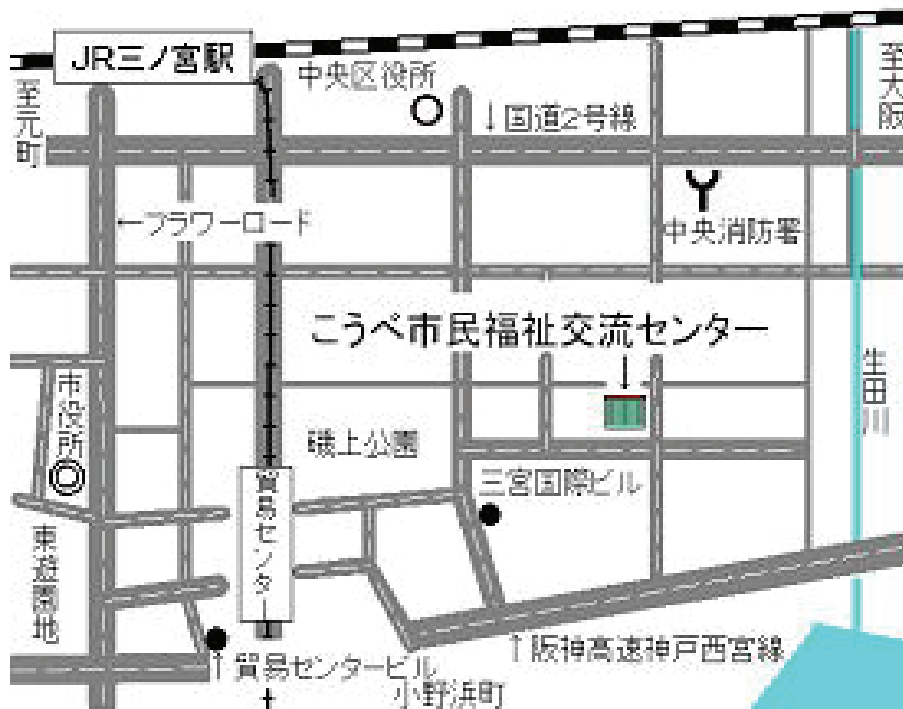 JR三ノ宮駅
中央区役所
至大阪
至元町
↓国道2号線
←フラワーロード
中央消防署
こうべ市民福祉交流センター
生田川
市役所
磯上公園
三宮国際ビル
貿易センター
東遊園地
↑阪神高速神戸西宮線
↑貿易センタービル
小野浜町